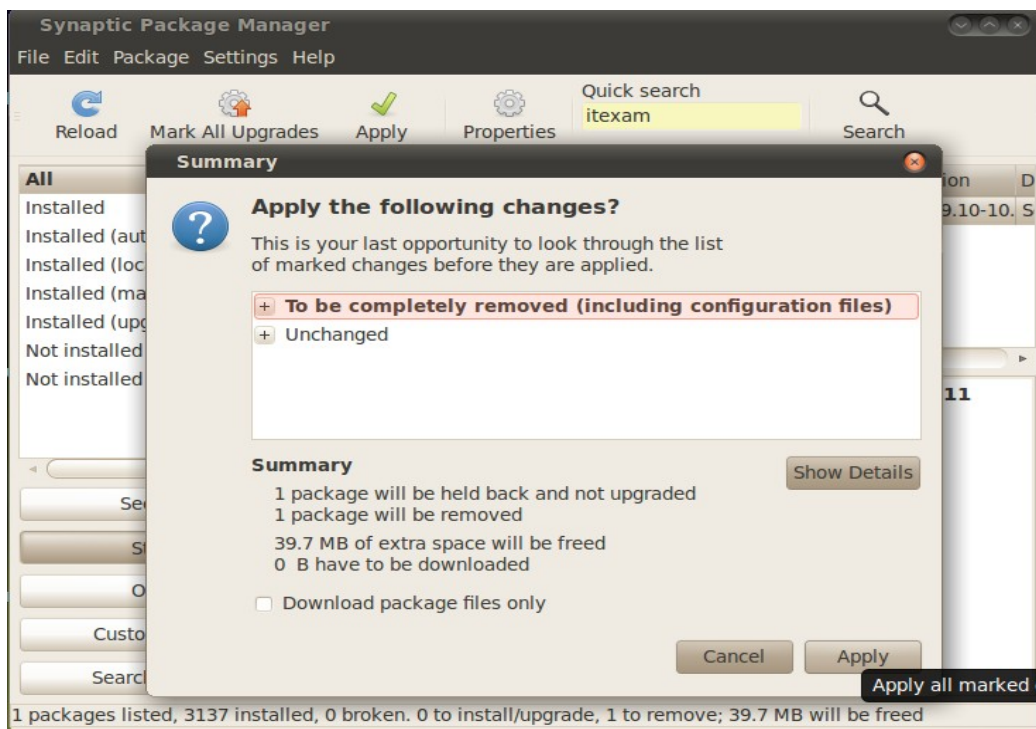 Synaptic Package Manager
File Edit Package Settings Help
Quick search
itexam
Reload Mark All Upgrades Apply Properties Search
Summary
All
Installed
Installed (aut
Installed (loc
Installed (ma
Installed (upg
Not installed
Not installed
ion D
9.10-10. S
11
Apply the following changes?
This is your last opportunity to look through the list
of marked changes before they are applied.
To be completely removed (including configuration files)
Unchanged
Summary
Show Details
1 package will be held back and not upgraded
1 package will be removed
39.7 MB of extra space will be freed
0 B have to be downloaded
Download package files only
Cancel Apply
Se
St
O
Custo
Searc
Apply all marked
1 packages listed, 3137 installed, 0 broken. 0 to install/upgrade, 1 to remove; 39.7 MB will be freed